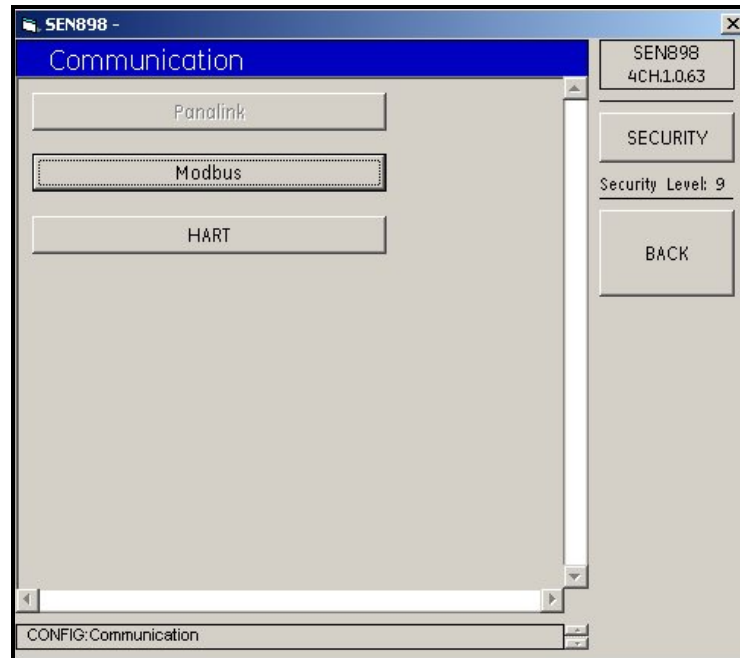 SEN898 -
Communication
Panalink
Modbus
HART
SEN898
4CH.1.0.63
SECURITY
Security Level: 9
BACK
CONFIG:Communication